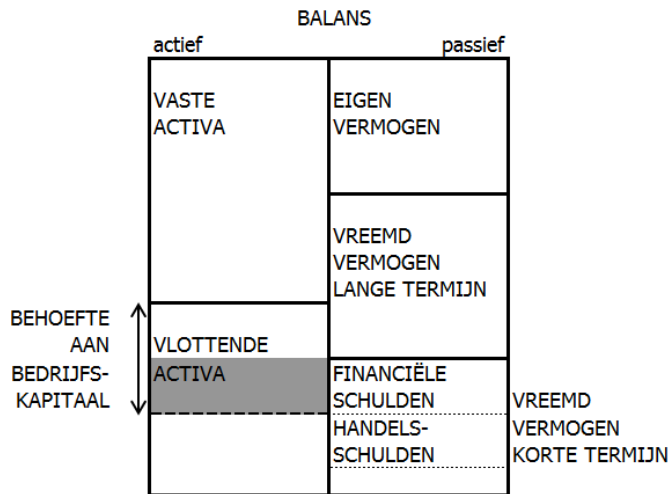 BALANS
actief passief
VASTE
ACTIVA
EIGEN
VERMOGEN
VREEMD
VERMOGEN
LANGE TERMIJN
BEHOEFTE
AAN
BEDRIJFS-
KAPITAAL
VLOTTENDE
ACTIVA
FINANCIËLE
SCHULDEN
HANDELS-
SCHULDEN
VREEMD
VERMOGEN
KORTE TERMIJN